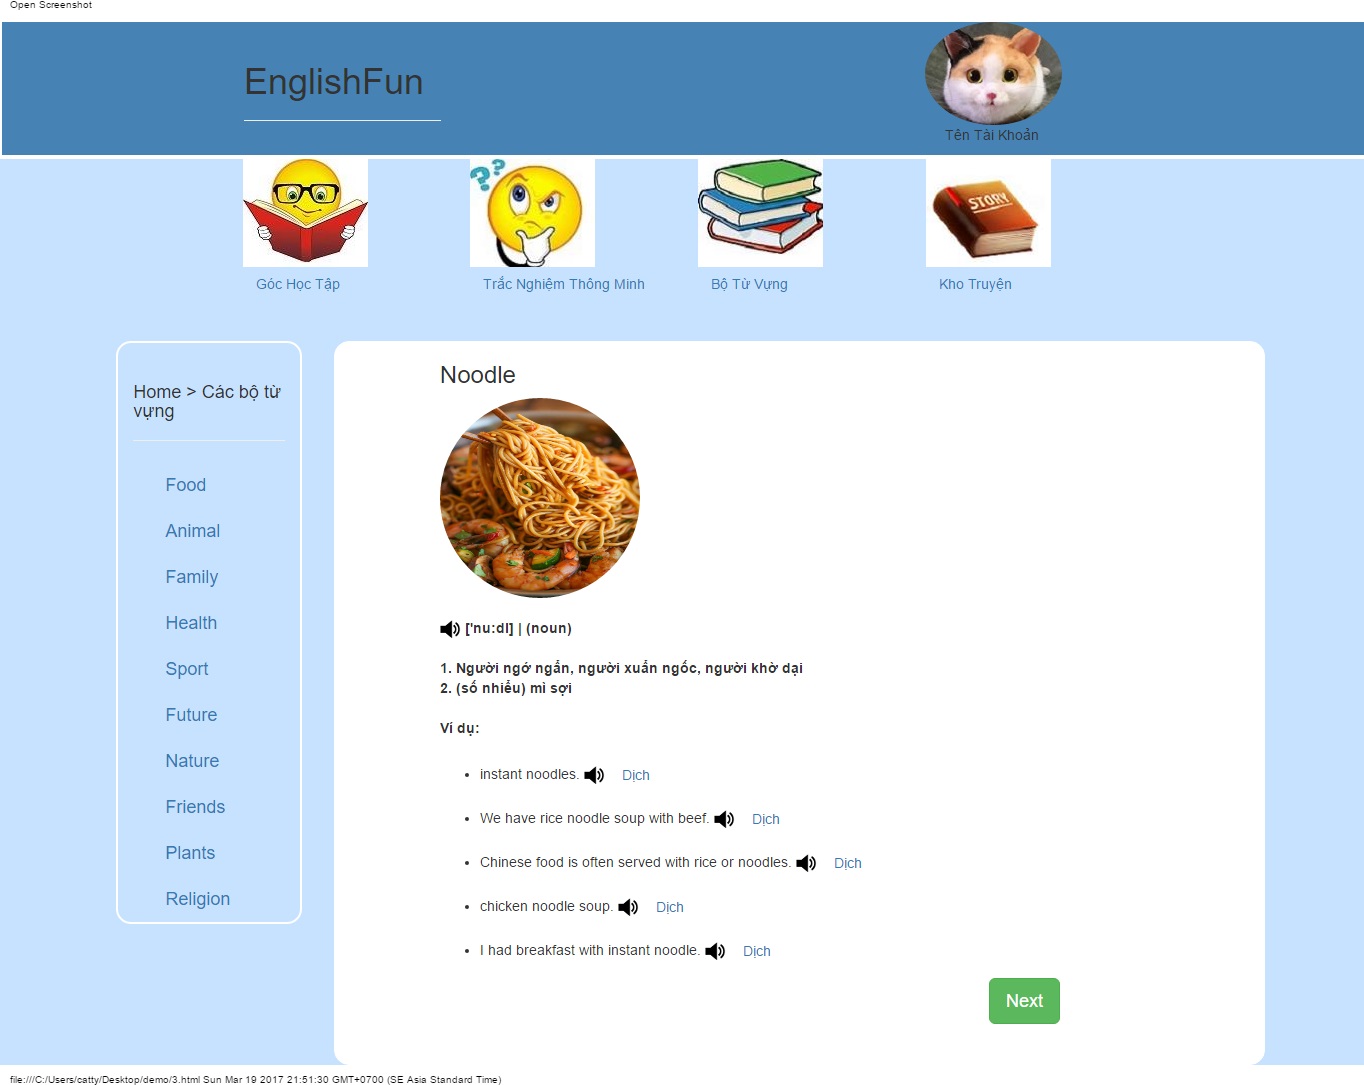 Open Screenshot
EnglishFun
Tên Tài Khoản
STORY
Góc Học Tập
Trắc Nghiệm Thông Minh
Bộ Từ Vựng
Kho Truyện
Home > Các bộ từ
vựng
Food
Animal
Family
Health
Sport
Future
Nature
Friends
Plants
Religion
Noodle
['nu:dl] | (noun)
1. Người ngớ ngẩn, người xuẩn ngốc, người khờ dại
2. (số nhiều) mì sợi
Ví dụ:
instant noodles. Dịch
We have rice noodle soup with beef. Dịch
Chinese food is often served with rice or noodles. Dịch
chicken noodle soup. Dịch
I had breakfast with instant noodle. Dịch
Next
file:///C:/Users/catty/Desktop/demo/3.html Sun Mar 19 2017 21:51:30 GMT+0700 (SE Asia Standard Time)